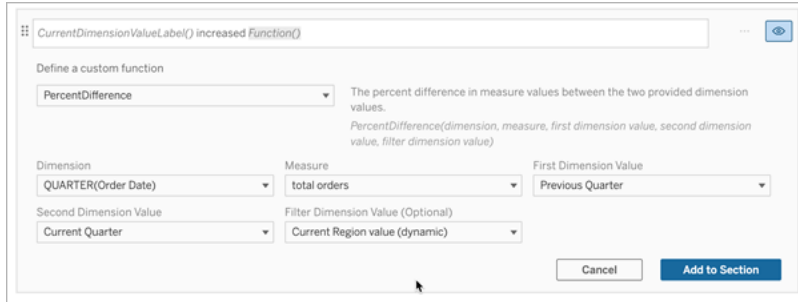 CurrentDimensionValueLabel() increased Function()
Define a custom function
PercentDifference
The percent difference in measure values between the two provided dimension
values.
PercentDifference(dimension, measure, first dimension value, second dimension
value, filter dimension value)
Dimension
Measure
First Dimension Value
QUARTER(Order Date)
total orders
Previous Quarter
Second Dimension Value
Filter Dimension Value (Optional)
Current Quarter
Current Region value (dynamic)
Cancel
Add to Section